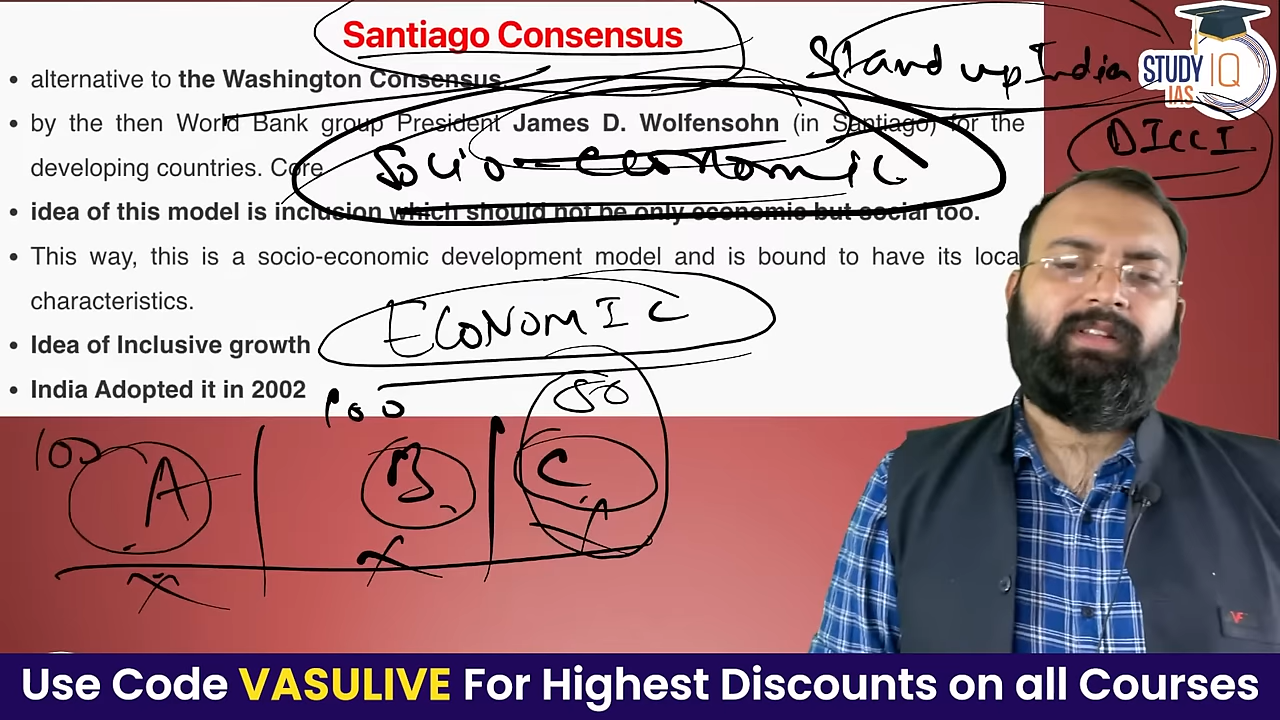 Santiago Consensus
Stand up India
STUDY IQ
IAS
• alternative to the Washington Consensus.
• by the then World Bank group President James D. Wolfensohn (in Santiago) for the
DICCI
developing countries. Core
Socio-economic
• idea of this model is inclusion which should not be only economic but social too.
• This way, this is a socio-economic development model and is bound to have its loca
characteristics.
ECONOMIC
• Idea of Inclusive growth
• India Adopted it in 2002
100
50
100
A
B
C
VF
Use Code VASULIVE For Highest Discounts on all Courses